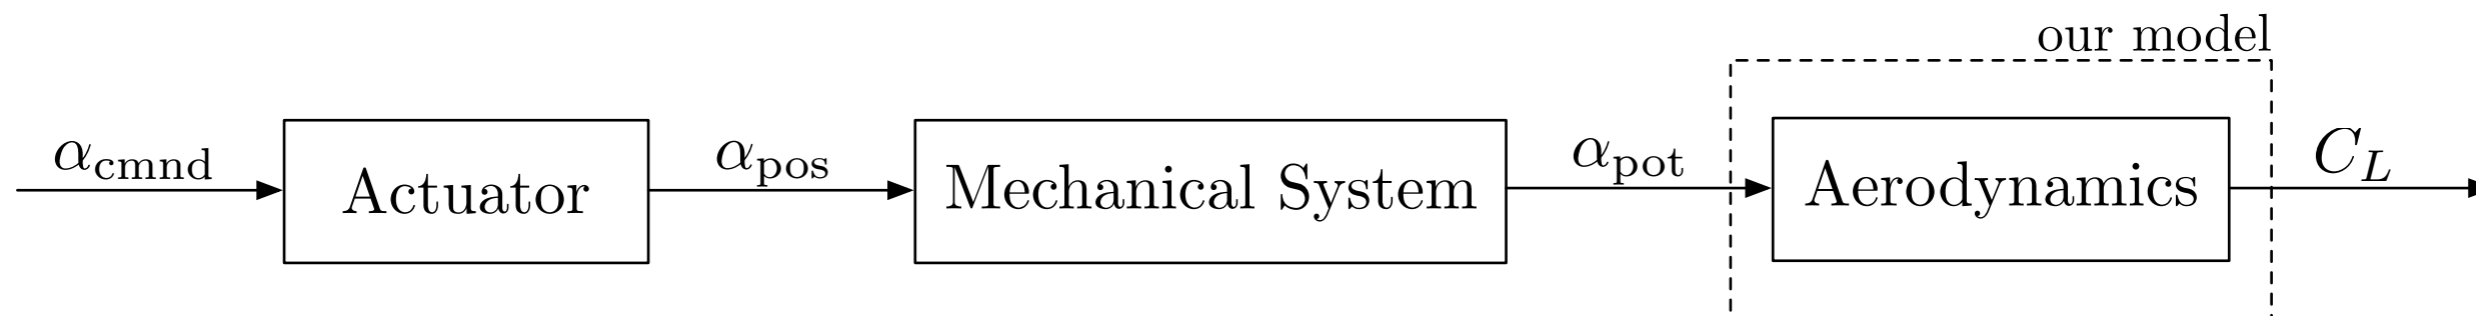 our model
α_cmnd
Actuator
α_pos
Mechanical System
α_pot
Aerodynamics
C_L